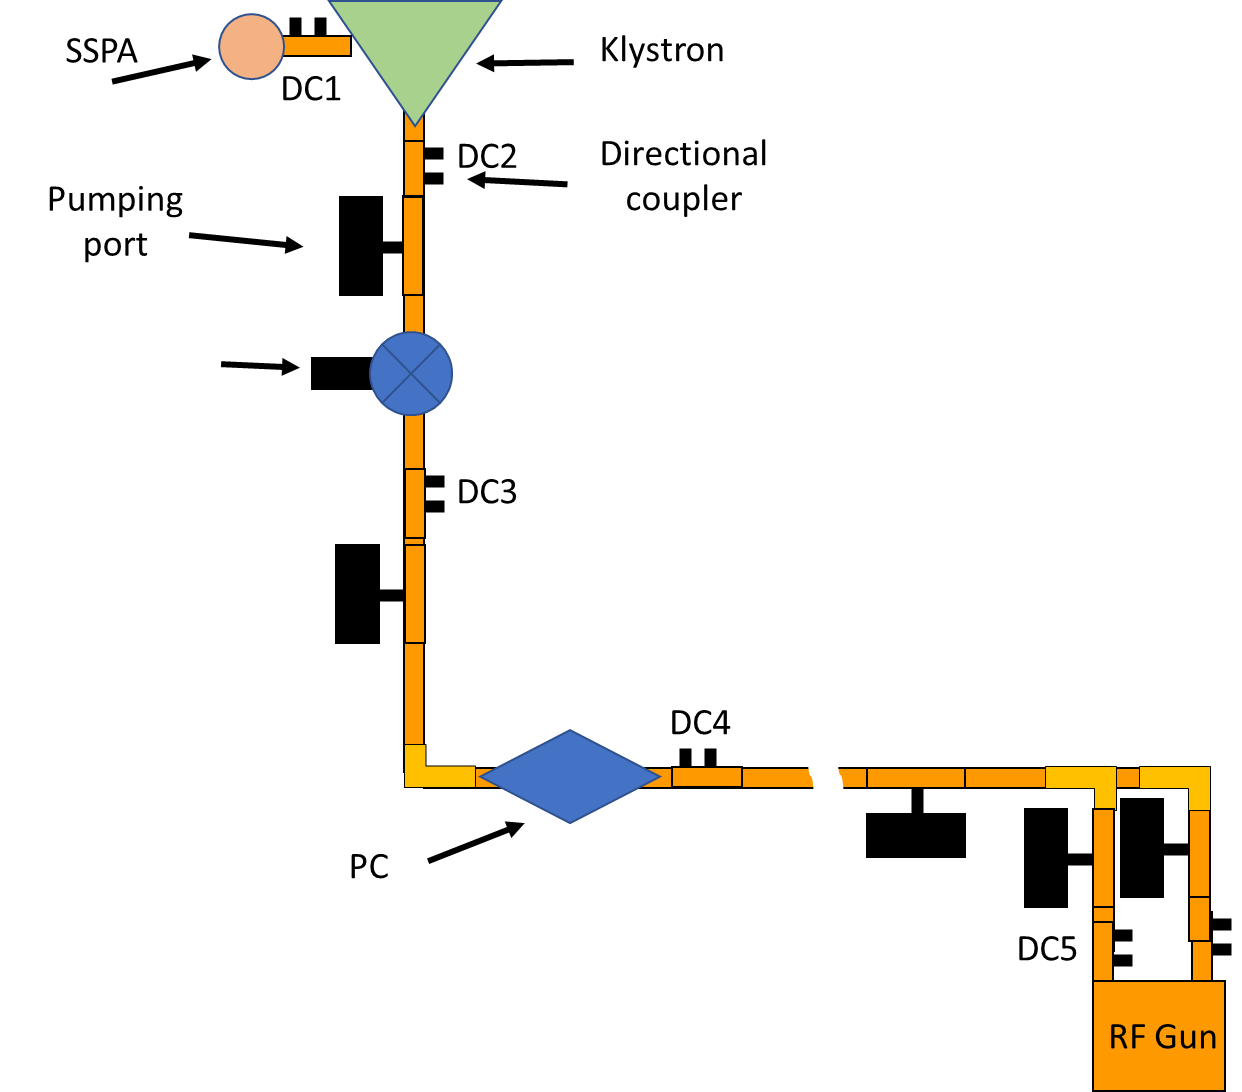 SSPA
Klystron
DC1
DC2
Directional
coupler
Pumping
port
DC3
DC4
PC
DC5
RF Gun